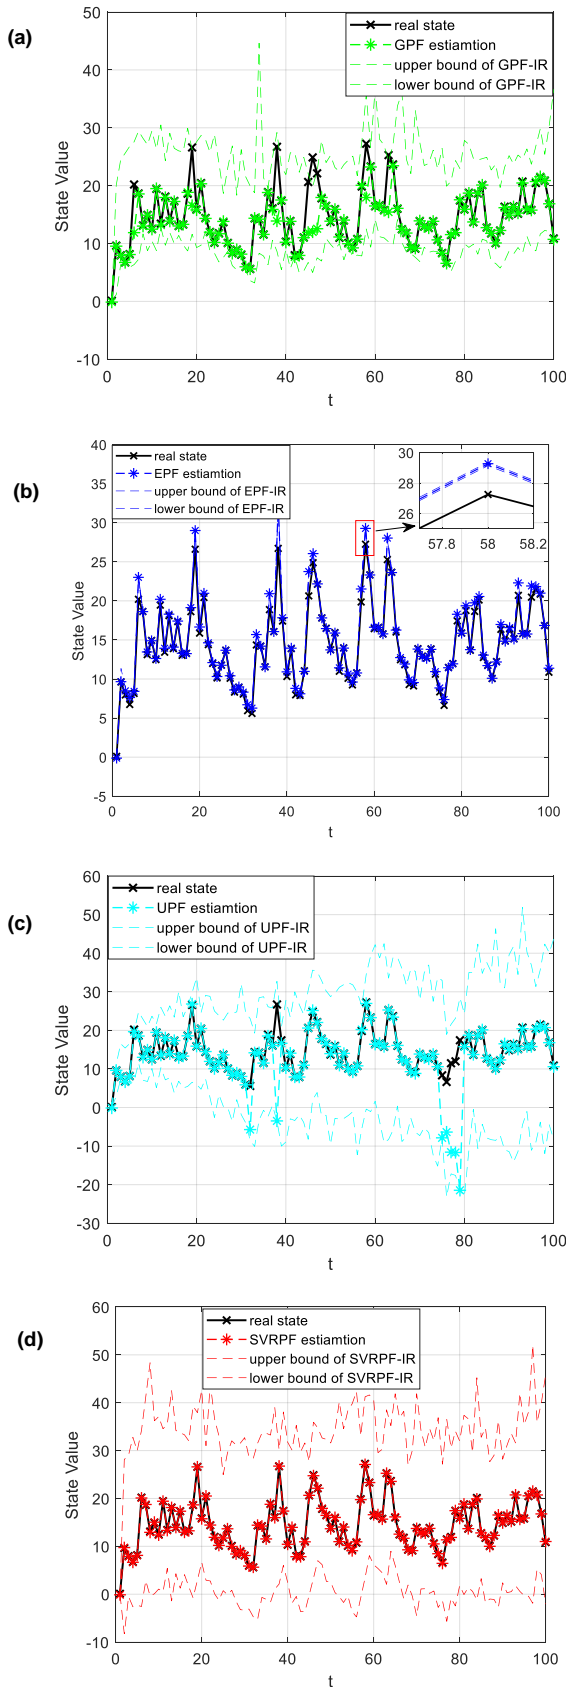 (a)
50
40
30
20
10
0
-10
State Value
real state
GPF estiamtion
upper bound of GPF-IR
lower bound of GPF-IR
0
20
40
60
80
100
t
(b)
40
35
30
25
20
15
10
5
0
-5
State Value
real state
EPF estiamtion
upper bound of EPF-IR
lower bound of EPF-IR
30
28
26
57.8
58
58.2
0
20
40
60
80
100
t
(c)
60
50
40
30
20
10
0
-10
-20
-30
State Value
real state
UPF estiamtion
upper bound of UPF-IR
lower bound of UPF-IR
0
20
40
60
80
100
t
(d)
60
50
40
30
20
10
0
-10
State Value
real state
SVRPF estiamtion
upper bound of SVRPF-IR
lower bound of SVRPF-IR
0
20
40
60
80
100
t